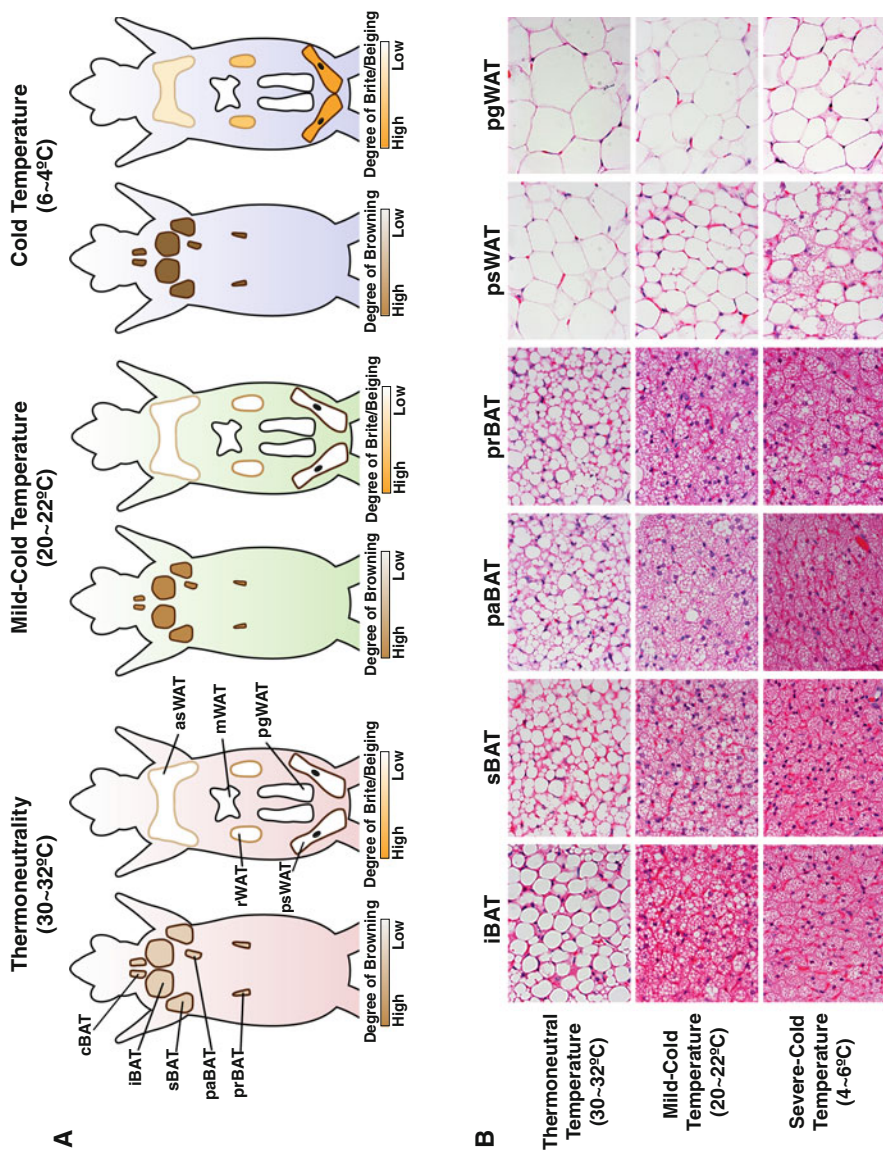 A
Thermoneutrality
(30~32ºC)
Mild-Cold Temperature
(20~22ºC)
Cold Temperature
(6~4ºC)
cBAT
iBAT
sBAT
paBAT
prBAT
asWAT
mWAT
pgWAT
rWAT
psWAT
Degree of Browning
High
Low
Degree of Brite/Beiging
High
Low
Degree of Browning
High
Low
Degree of Brite/Beiging
High
Low
Degree of Browning
High
Low
Degree of Brite/Beiging
High
Low
B
iBAT
sBAT
paBAT
prBAT
psWAT
pgWAT
Thermoneutral
Temperature
(30~32ºC)
Mild-Cold
Temperature
(20~22ºC)
Severe-Cold
Temperature
(4~6ºC)